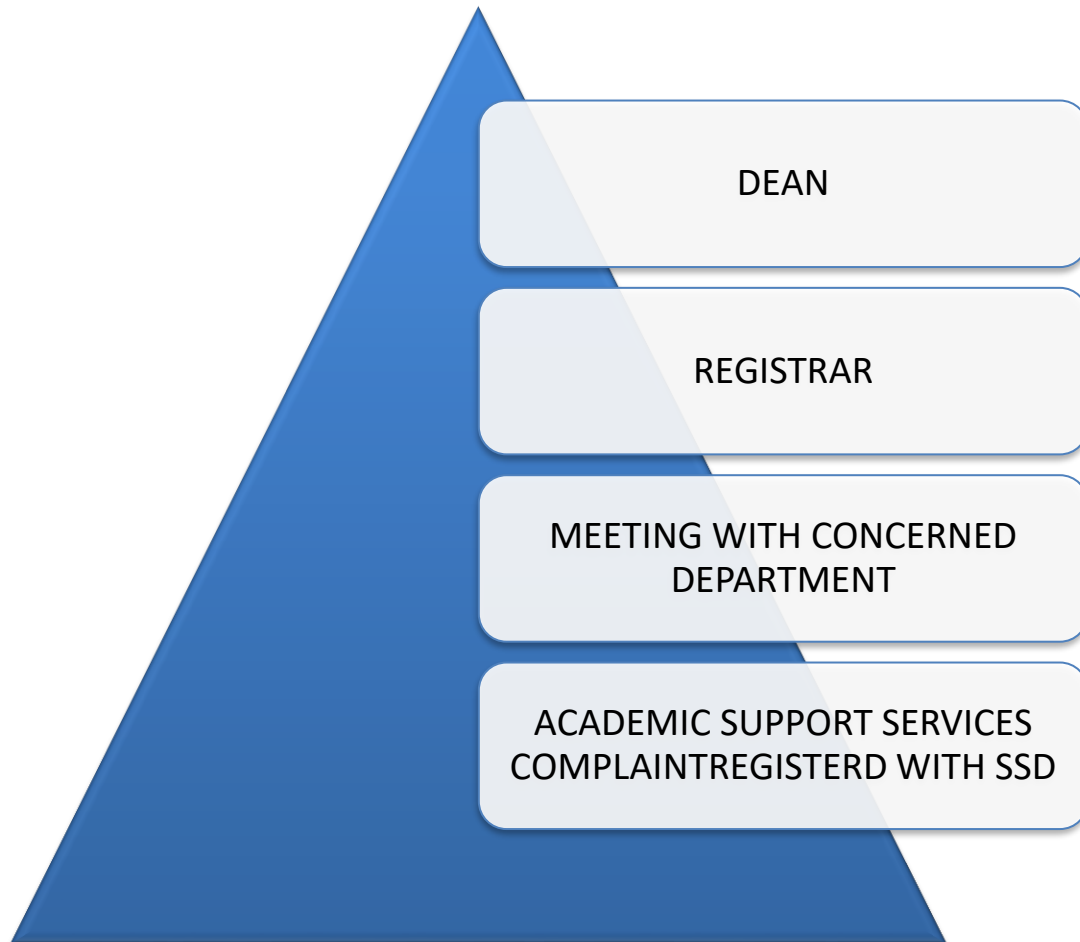 DEAN
REGISTRAR
MEETING WITH CONCERNED
DEPARTMENT
ACADEMIC SUPPORT SERVICES
COMPLAINTREGISTERD WITH SSD